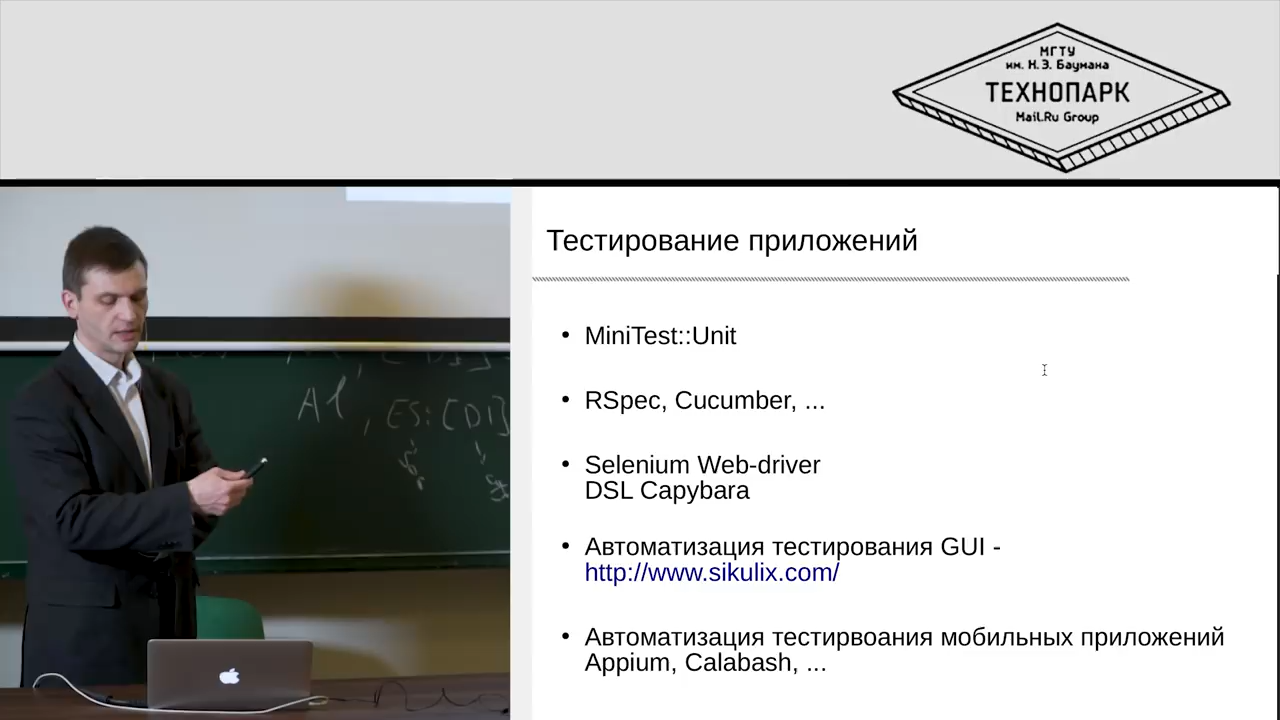 МГТУ
им. Н.Э. Баумана
ТЕХНОПАРК
Mail.Ru Group
Тестирование приложений
MiniTest::Unit
RSpec, Cucumber, ...
Selenium Web-driver
DSL Capybara
Автоматизация тестирования GUI -
http://www.sikulix.com/
Автоматизация тестирвоания мобильных приложений
Appium, Calabash, ...